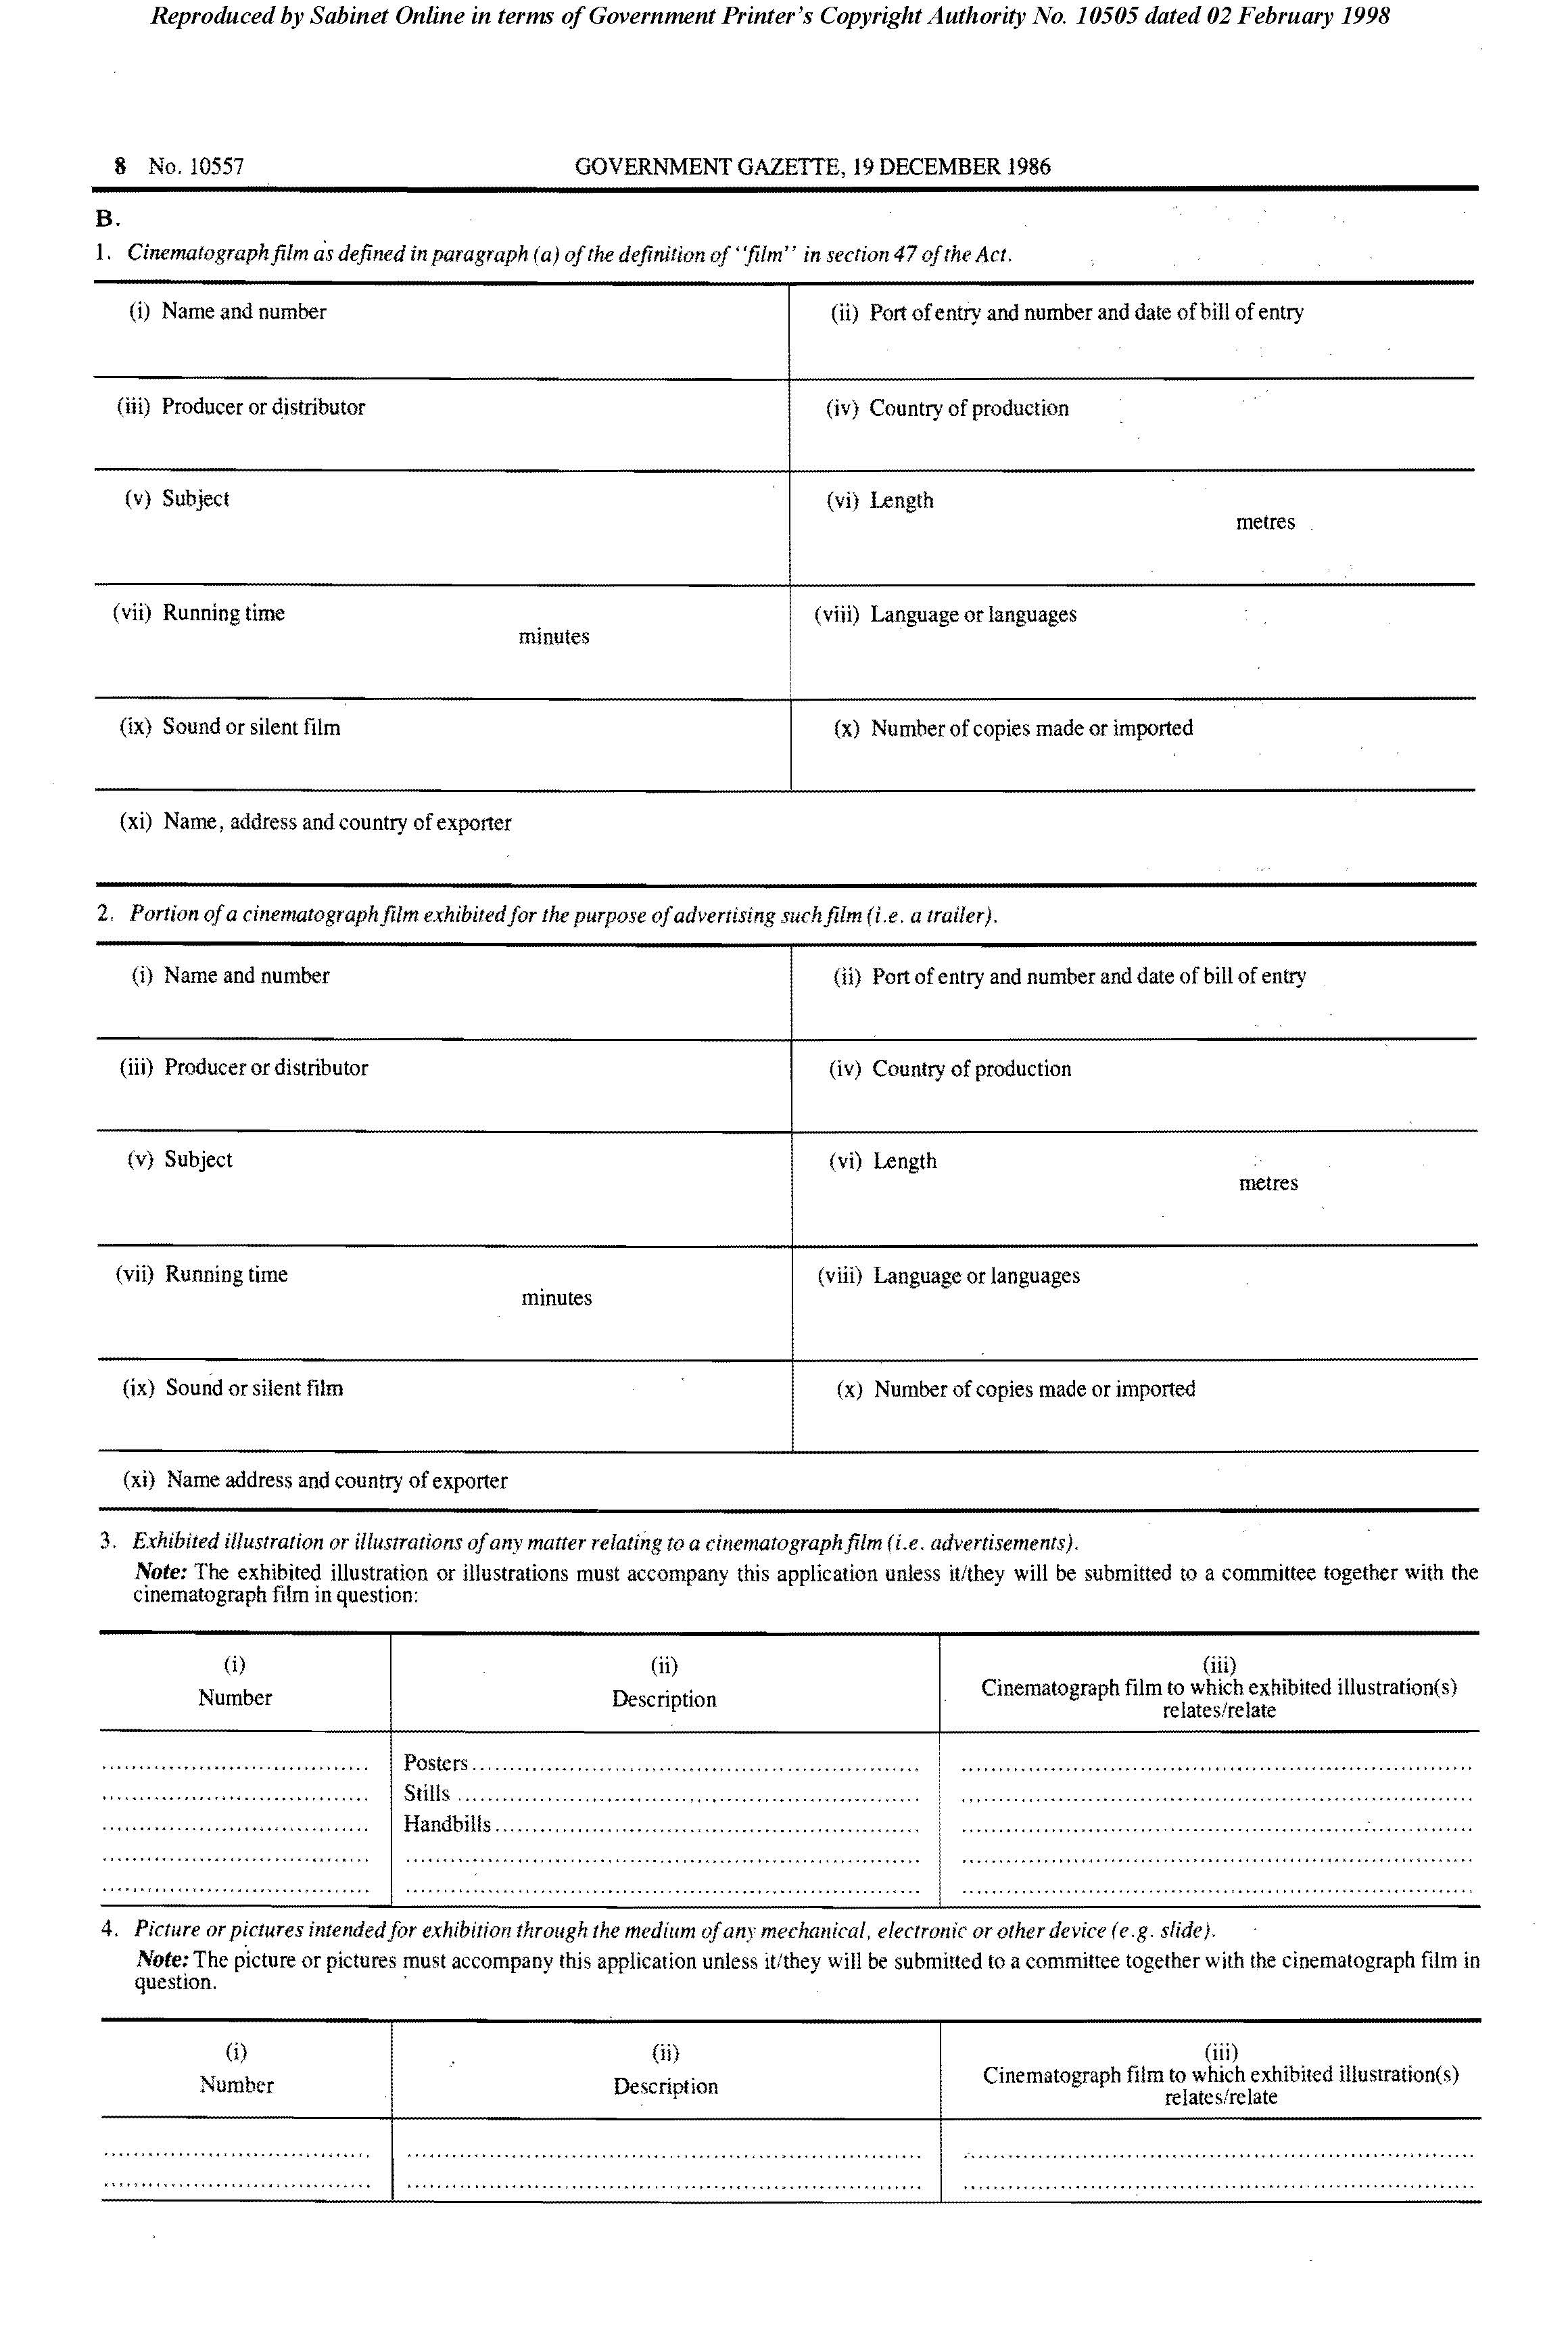 Reproduced by Sabinet Online in terms of Government Printer's Copyright Authority No. 10505 dated 02 February 1998
8 No. 10557 GOVERNMENT GAZETTE, 19 DECEMBER 1986
B.
1. Cinematograph film as defined in paragraph (a) of the definition of "film" in section 47 of the Act.
(i) Name and number
(ii) Port of entry and number and date of bill of entry
(iii) Producer or distributor
(iv) Country of production
(v) Subject
(vi) Length
metres
(vii) Running time
minutes
(viii) Language or languages
(ix) Sound or silent film
(x) Number of copies made or imported
(xi) Name, address and country of exporter
2. Portion of a cinematograph film exhibited for the purpose of advertising such film (i.e. a trailer).
(i) Name and number
(ii) Port of entry and number and date of bill of entry
(iii) Producer or distributor
(iv) Country of production
(v) Subject
(vi) Length
metres
(vii) Running time
minutes
(viii) Language or languages
(ix) Sound or silent film
(x) Number of copies made or imported
(xi) Name address and country of exporter
3. Exhibited illustration or illustrations of any matter relating to a cinematograph film (i.e. advertisements).
Note: The exhibited illustration or illustrations must accompany this application unless it/they will be submitted to a committee together with the
cinematograph film in question:
(i)
Number
(ii)
Description
(iii)
Cinematograph film to which exhibited illustration(s)
relates/relate
Posters
Stills
Handbills
4. Picture or pictures intended for exhibition through the medium of any mechanical, electronic or other device (e.g. slide).
Note: The picture or pictures must accompany this application unless it/they will be submitted to a committee together with the cinematograph film in
question.
(i)
Number
(ii)
Description
(iii)
Cinematograph film to which exhibited illustration(s)
relates/relate